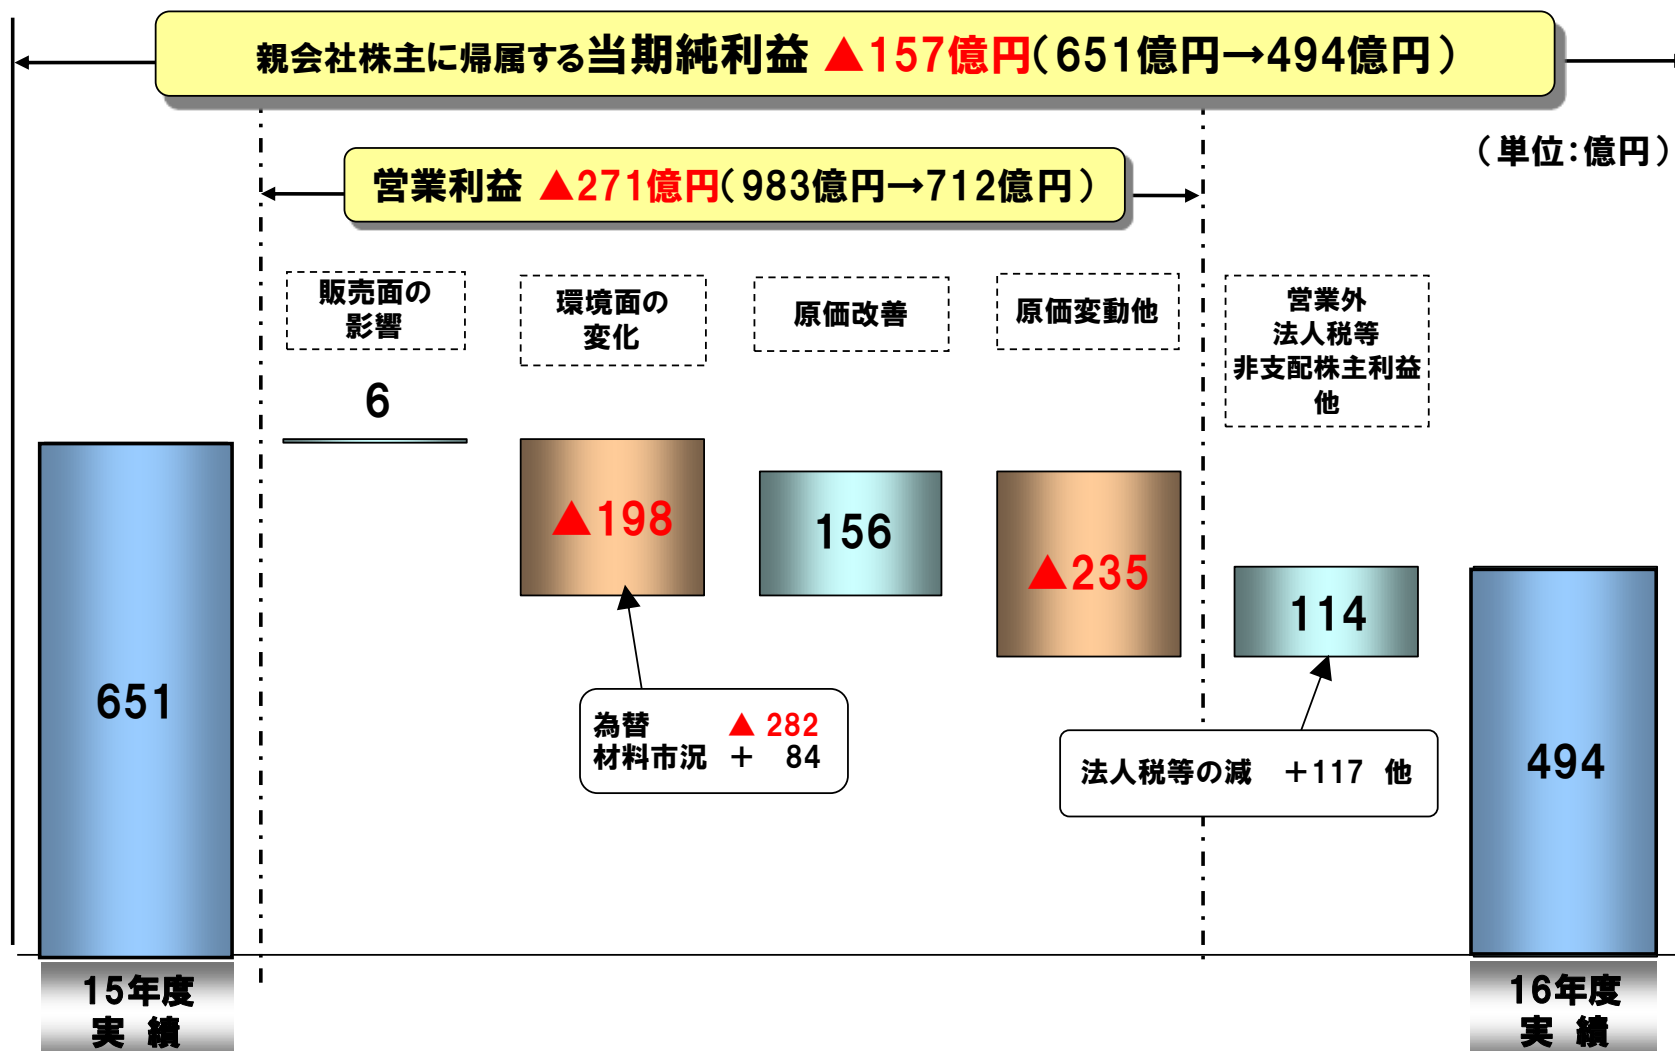 親会社株主に帰属する当期純利益 ▲157億円(651億円→494億円)
(単位:億円)
営業利益 ▲271億円(983億円→712億円)
販売面の
影響
環境面の
変化
原価改善
原価変動他
営業外
法人税等
非支配株主利益
他
6
▲198
156
▲235
114
651
494
為替 ▲ 282
材料市況 + 84
法人税等の減 +117 他
15年度
実 績
16年度
実 績